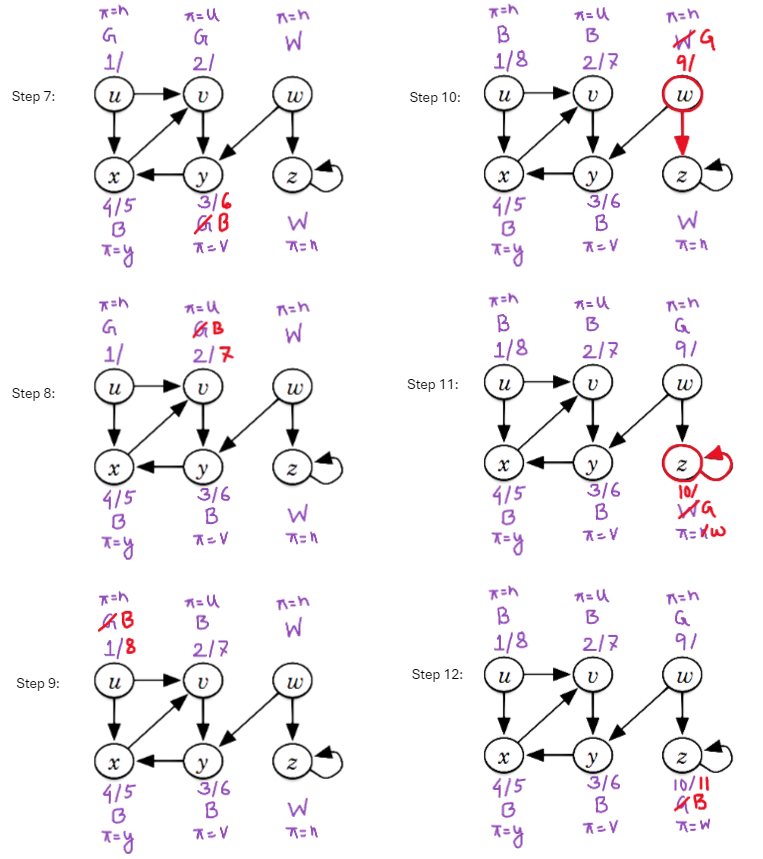 Step 7:
π=n π=u π=n
G G W
1/ 2/
u v w
x y z
4/5 3/6
B G B W
π=y π=v π=n
Step 8:
π=n π=u π=n
G G B W
1/ 2/7
u v w
x y z
4/5 3/6
B B W
π=y π=v π=n
Step 9:
π=n π=u π=n
G B B W
1/8 2/7
u v w
x y z
4/5 3/6
B B W
π=y π=v π=n
Step 10:
π=n π=u π=n
B B W G
1/8 2/7 9/
u v w
x y z
4/5 3/6
B B W
π=y π=v π=n
Step 11:
π=n π=u π=n
B B G
1/8 2/7 9/
u v w
x y z
4/5 3/6 10/
B B W G
π=y π=v π=n w
Step 12:
π=n π=u π=n
B B G
1/8 2/7 9/
u v w
x y z
4/5 3/6 10/11
B B G B
π=y π=v π=w